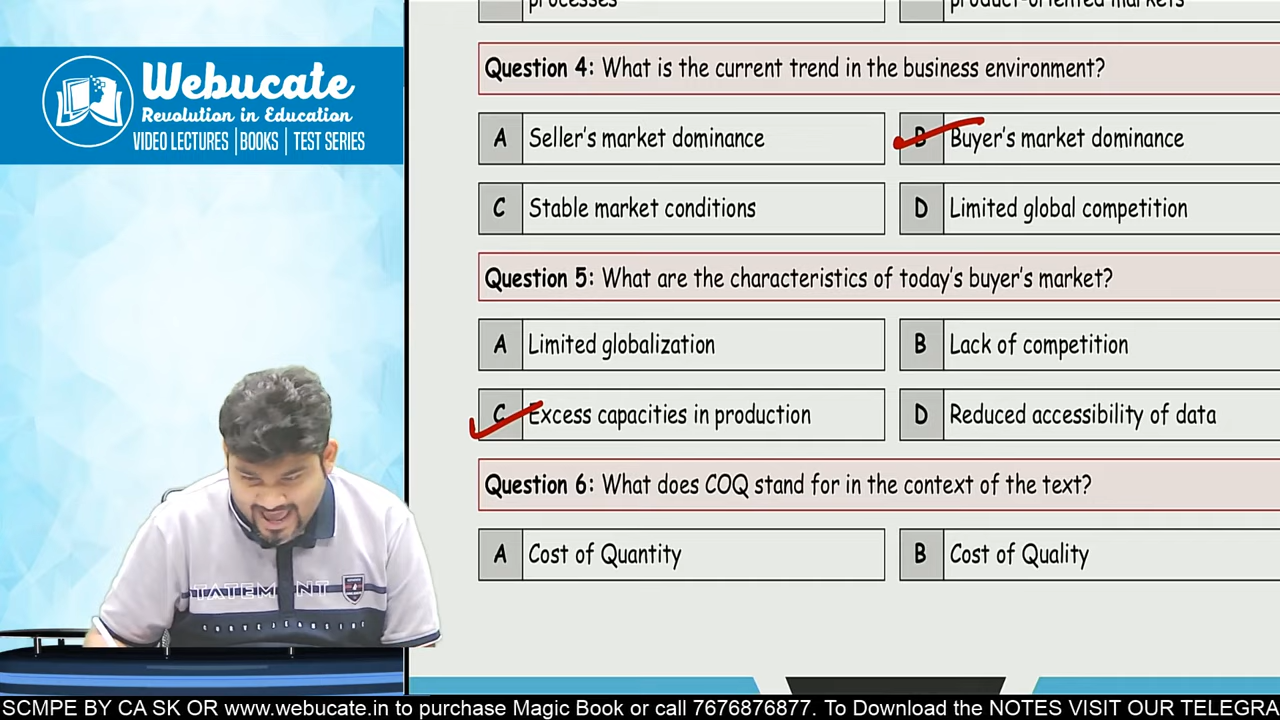 processes
product-oriented markets
Webucate
Revolution in Education
VIDEO LECTURES | BOOKS | TEST SERIES
Question 4: What is the current trend in the business environment?
A Seller's market dominance
B Buyer's market dominance
C Stable market conditions
D Limited global competition
Question 5: What are the characteristics of today's buyer's market?
A Limited globalization
B Lack of competition
C Excess capacities in production
D Reduced accessibility of data
Question 6: What does COQ stand for in the context of the text?
A Cost of Quantity
B Cost of Quality
TATEMENT
SCMPE BY CA SK OR www.webucate.in to purchase Magic Book or call 7676876877. To Download the NOTES VISIT OUR TELEGRA